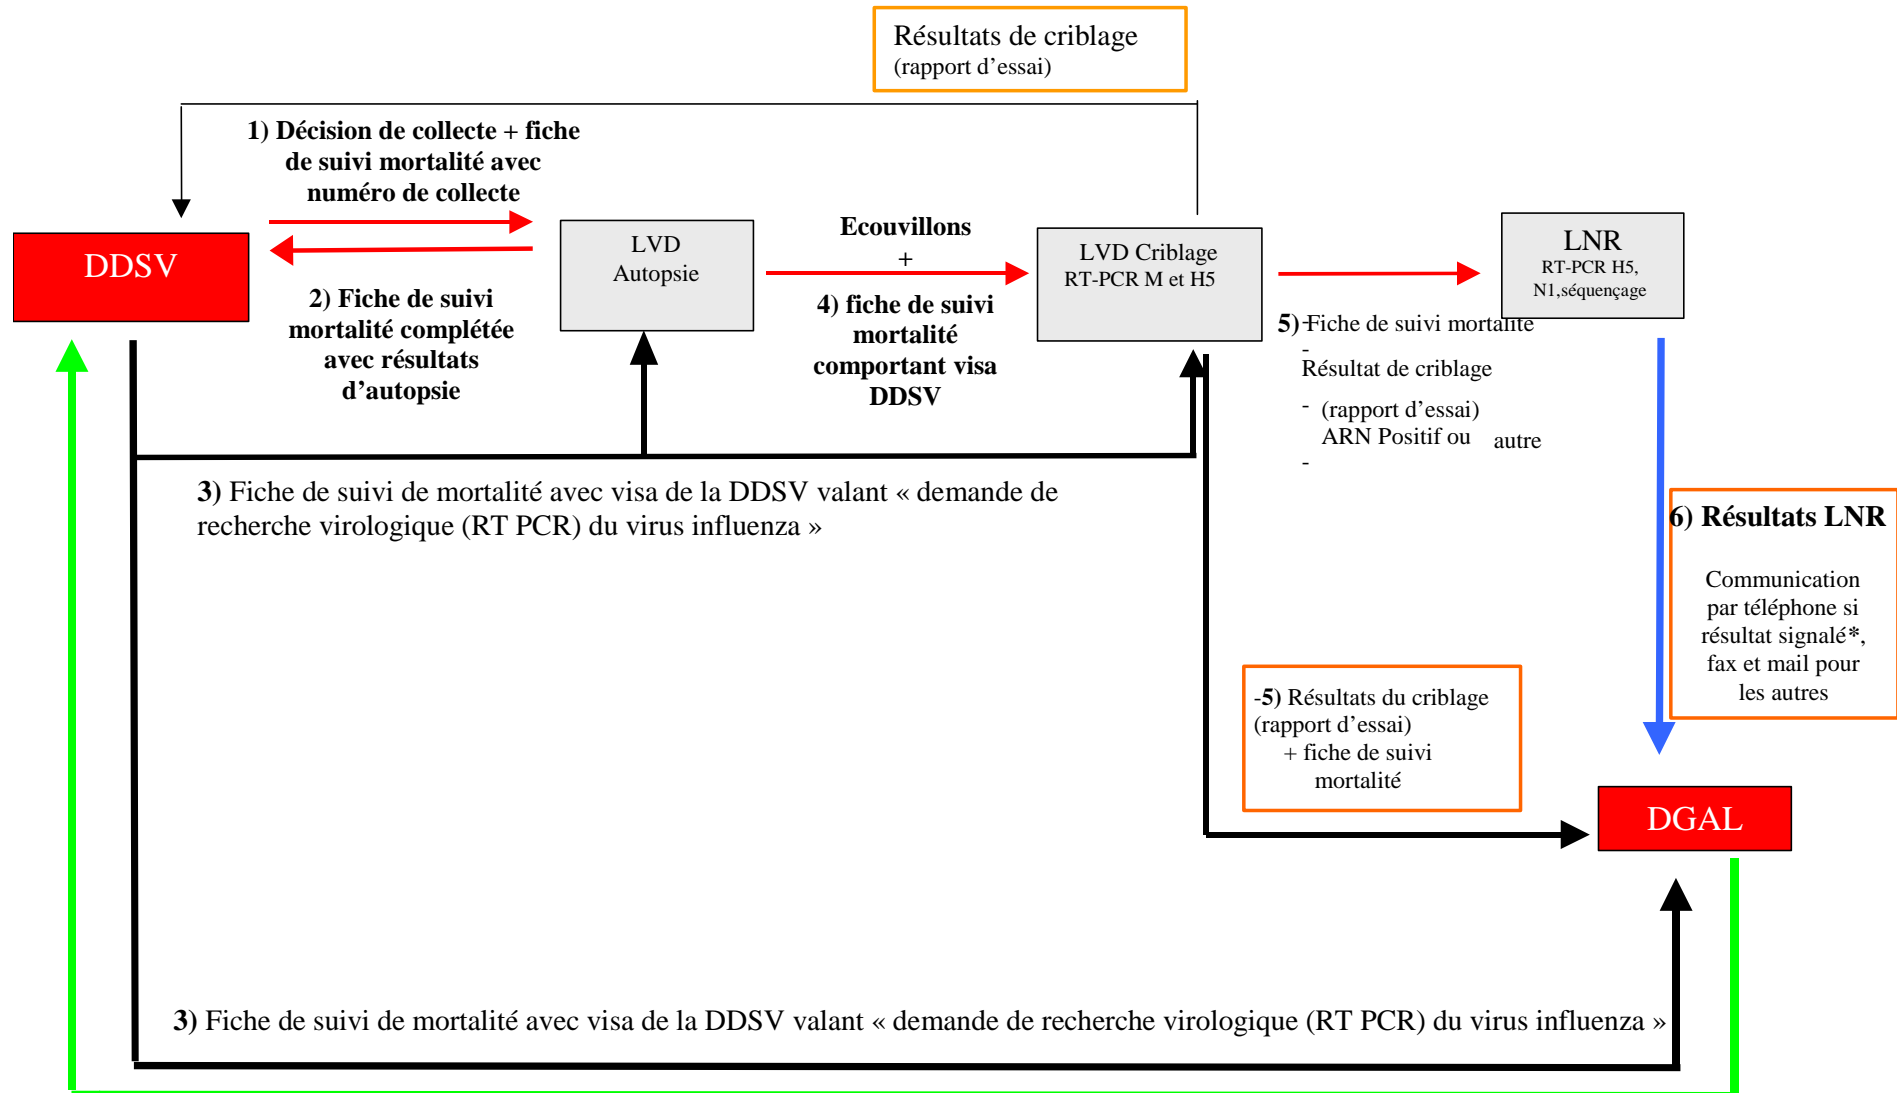 Résultats de criblage
(rapport d’essai)
1) Décision de collecte + fiche
de suivi mortalité avec
numéro de collecte
DDSV
2) Fiche de suivi
mortalité complétée
avec résultats
d’autopsie
LVD
Autopsie
Ecouvillons
+
4) fiche de suivi
mortalité
comportant visa
DDSV
LVD Criblage
RT-PCR M et H5
LNR
RT-PCR H5,
N1,séquençage
5) -Fiche de suivi mortalité
-
Résultat de criblage
- (rapport d’essai)
ARN Positif ou autre
-
3) Fiche de suivi de mortalité avec visa de la DDSV valant « demande de
recherche virologique (RT PCR) du virus influenza »
6) Résultats LNR
Communication
par téléphone si
résultat signalé*,
fax et mail pour
les autres
-5) Résultats du criblage
(rapport d’essai)
+ fiche de suivi
mortalité
DGAL
3) Fiche de suivi de mortalité avec visa de la DDSV valant « demande de recherche virologique (RT PCR) du virus influenza »